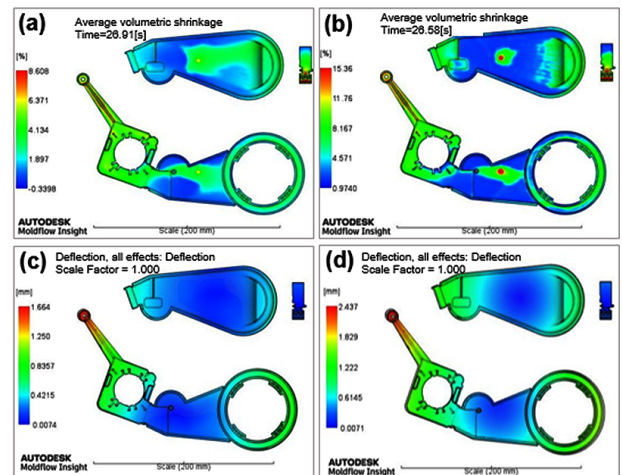 (a)
Average volumetric shrinkage
Time=26.91[s]
[%]
8.608
6.371
4.134
1.897
-0.3398
AUTODESK
Moldflow Insight
Scale (200 mm)
(b)
Average volumetric shrinkage
Time=26.58[s]
[%]
15.36
11.76
8.167
4.571
0.9740
AUTODESK
Moldflow Insight
Scale (200 mm)
(c)
Deflection, all effects: Deflection
Scale Factor = 1.000
[mm]
1.664
1.250
0.8357
0.4215
0.0074
AUTODESK
Moldflow Insight
Scale (200 mm)
(d)
Deflection, all effects: Deflection
Scale Factor = 1.000
[mm]
2.437
1.829
1.222
0.6145
0.0071
AUTODESK
Moldflow Insight
Scale (200 mm)